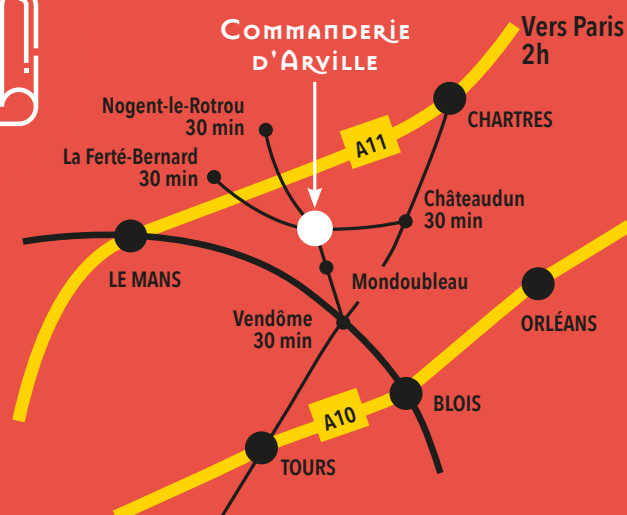 Commanderie
d'Arville
Vers Paris
2h
Nogent-le-Rotrou
30 min
CHARTRES
A11
La Ferté-Bernard
30 min
Châteaudun
30 min
LE MANS
Mondoubleau
Vendôme
30 min
ORLÉANS
BLOIS
A10
TOURS